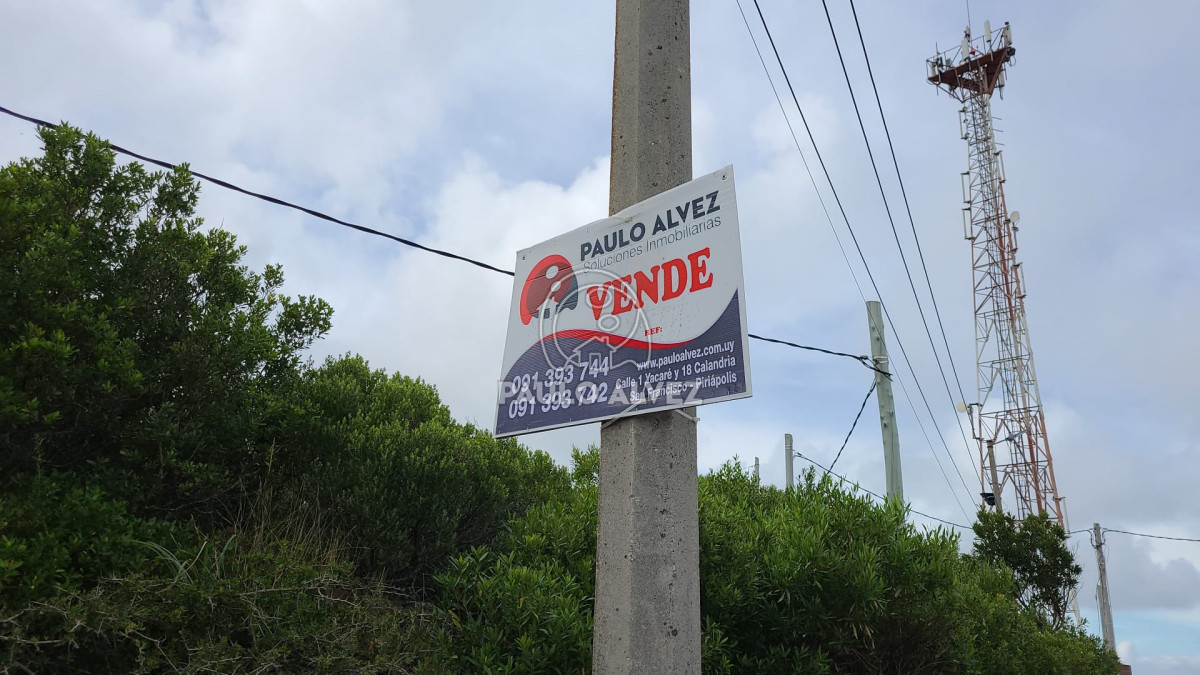 PAULO ALVEZ
Soluciones Inmobiliarias
VENDE
REF:
091 393 744
091 393 742
www.pauloalvez.com.uy
Calle 1 Yacaré y 18 Calandria
San Francisco - Piriápolis
PAULO ALVEZ